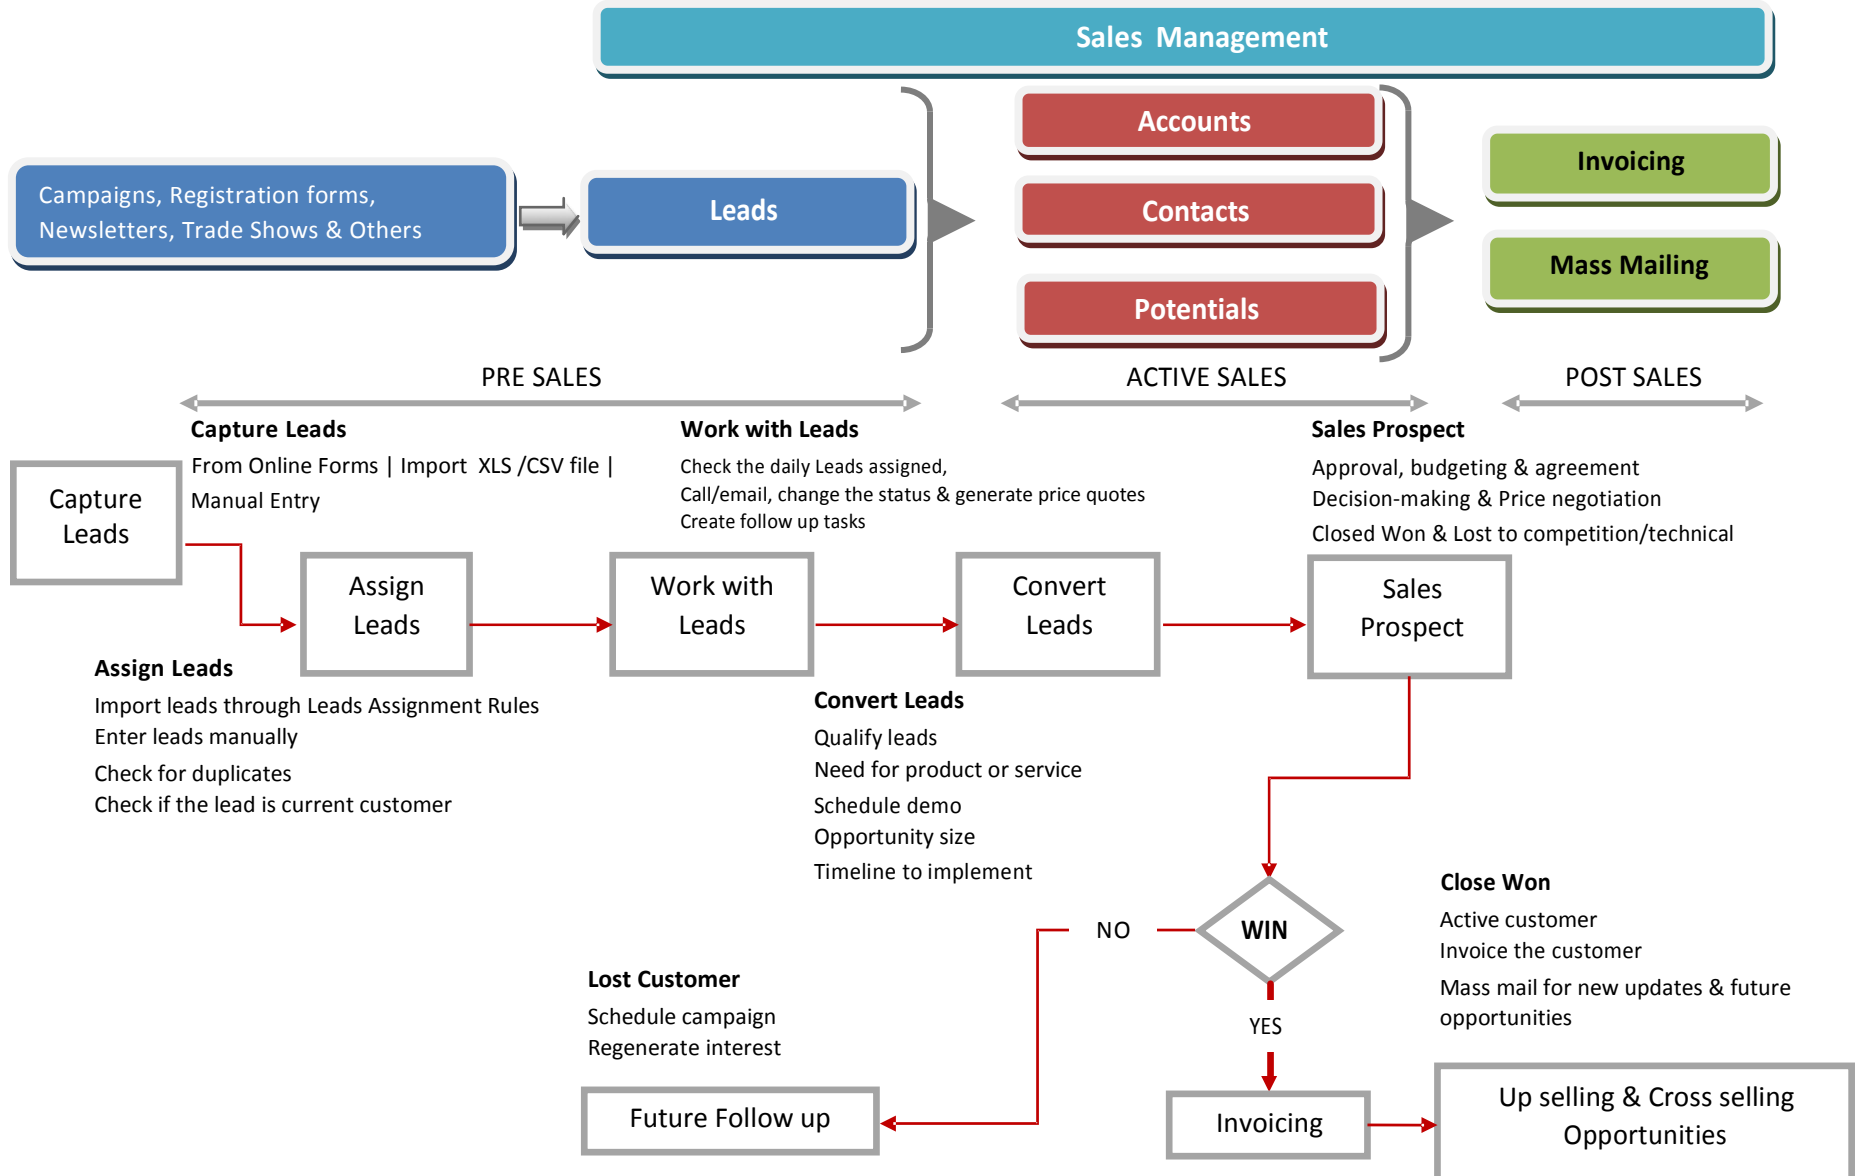 Sales Management
Campaigns, Registration forms,
Newsletters, Trade Shows & Others
Leads
Accounts
Contacts
Potentials
Invoicing
Mass Mailing
PRE SALES
ACTIVE SALES
POST SALES
Capture Leads
From Online Forms | Import XLS /CSV file |
Manual Entry
Work with Leads
Check the daily Leads assigned,
Call/email, change the status & generate price quotes
Create follow up tasks
Sales Prospect
Approval, budgeting & agreement
Decision-making & Price negotiation
Closed Won & Lost to competition/technical
Capture
Leads
Assign
Leads
Work with
Leads
Convert
Leads
Sales
Prospect
Assign Leads
Import leads through Leads Assignment Rules
Enter leads manually
Check for duplicates
Check if the lead is current customer
Convert Leads
Qualify leads
Need for product or service
Schedule demo
Opportunity size
Timeline to implement
WIN
NO
YES
Close Won
Active customer
Invoice the customer
Mass mail for new updates & future
opportunities
Lost Customer
Schedule campaign
Regenerate interest
Future Follow up
Invoicing
Up selling & Cross selling
Opportunities